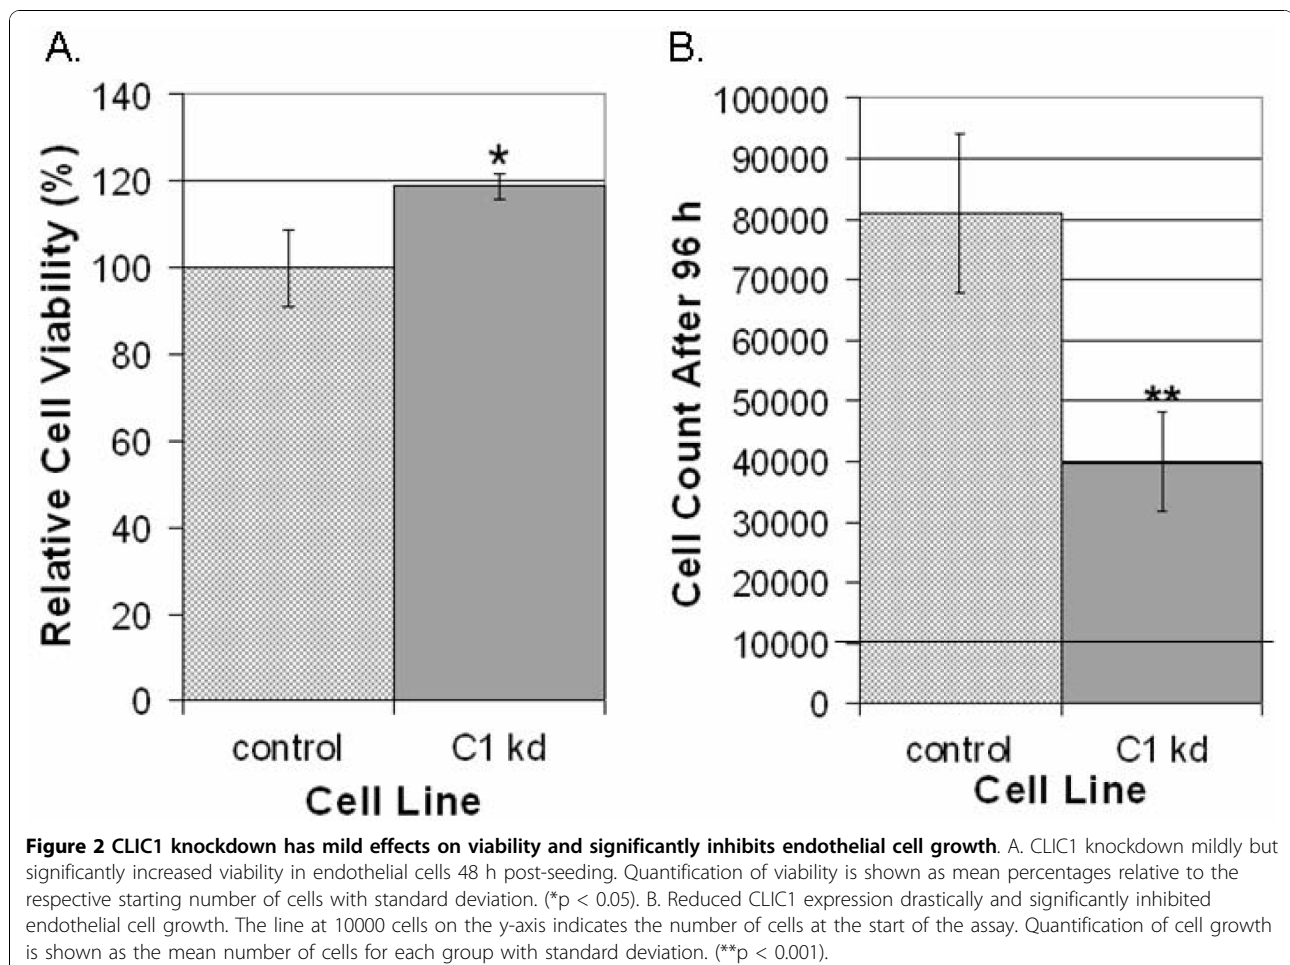 A.
140
120
100
80
60
40
20
0
Relative Cell Viability (%)
*
control C1 kd
Cell Line
B.
100000
90000
80000
70000
60000
50000
40000
30000
20000
10000
0
Cell Count After 96 h
**
control C1 kd
Cell Line
Figure 2 CLIC1 knockdown has mild effects on viability and significantly inhibits endothelial cell growth. A. CLIC1 knockdown mildly but
significantly increased viability in endothelial cells 48 h post-seeding. Quantification of viability is shown as mean percentages relative to the
respective starting number of cells with standard deviation. (*p < 0.05). B. Reduced CLIC1 expression drastically and significantly inhibited
endothelial cell growth. The line at 10000 cells on the y-axis indicates the number of cells at the start of the assay. Quantification of cell growth
is shown as the mean number of cells for each group with standard deviation. (**p < 0.001).